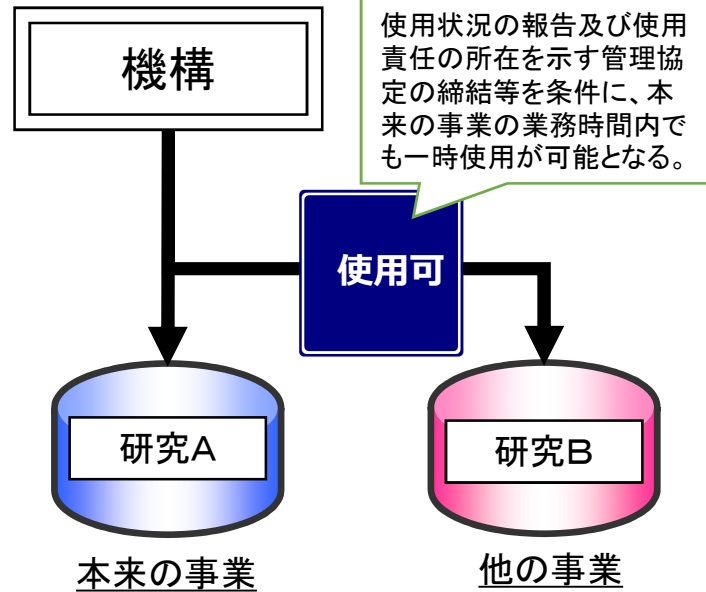 機構
使用状況の報告及び使用
責任の所在を示す管理協
定の締結等を条件に、本
来の事業の業務時間内で
も一時使用が可能となる。
使用可
研究A
研究B
本来の事業
他の事業